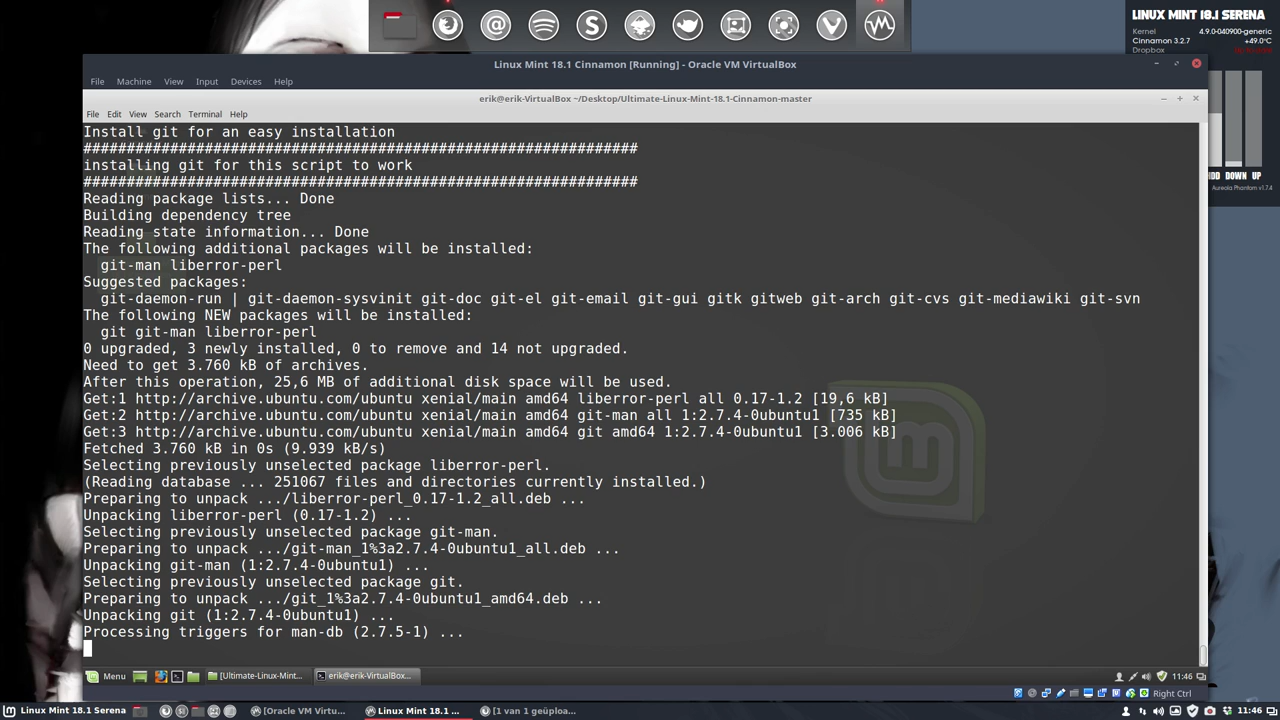 LINUX MINT 18.1 SERENA
Kernel 4.9.0-040900-generic
Cinnamon 3.2.7 +49.0°C
Dropbox
Linux Mint 18.1 Cinnamon [Running] - Oracle VM VirtualBox
File Machine View Input Devices Help
erik@erik-VirtualBox ~/Desktop/Ultimate-Linux-Mint-18.1-Cinnamon-master
File Edit View Search Terminal Help
Install git for an easy installation
################################################################
installing git for this script to work
################################################################
Reading package lists... Done
Building dependency tree
Reading state information... Done
The following additional packages will be installed:
git-man liberror-perl
Suggested packages:
git-daemon-run | git-daemon-sysvinit git-doc git-el git-email git-gui gitk gitweb git-arch git-cvs git-mediawiki git-svn
The following NEW packages will be installed:
git git-man liberror-perl
0 upgraded, 3 newly installed, 0 to remove and 14 not upgraded.
Need to get 3.760 kB of archives.
After this operation, 25,6 MB of additional disk space will be used.
Get:1 http://archive.ubuntu.com/ubuntu xenial/main amd64 liberror-perl all 0.17-1.2 [19,6 kB]
Get:2 http://archive.ubuntu.com/ubuntu xenial/main amd64 git-man all 1:2.7.4-0ubuntu1 [735 kB]
Get:3 http://archive.ubuntu.com/ubuntu xenial/main amd64 git amd64 1:2.7.4-0ubuntu1 [3.006 kB]
Fetched 3.760 kB in 0s (9.939 kB/s)
Selecting previously unselected package liberror-perl.
(Reading database ... 251067 files and directories currently installed.)
Preparing to unpack .../liberror-perl_0.17-1.2_all.deb ...
Unpacking liberror-perl (0.17-1.2) ...
Selecting previously unselected package git-man.
Preparing to unpack .../git-man_1%3a2.7.4-0ubuntu1_all.deb ...
Unpacking git-man (1:2.7.4-0ubuntu1) ...
Selecting previously unselected package git.
Preparing to unpack .../git_1%3a2.7.4-0ubuntu1_amd64.deb ...
Unpacking git (1:2.7.4-0ubuntu1) ...
Processing triggers for man-db (2.7.5-1) ...
HDD DOWN UP
Aureola Phantom v1.7.4
Menu [Ultimate-Linux-Mint... erik@erik-VirtualBox... 11:46
Right Ctrl
Linux Mint 18.1 Serena [Oracle VM Virtu... Linux Mint 18.1 ... [1 van 1 geüploa... 11:46